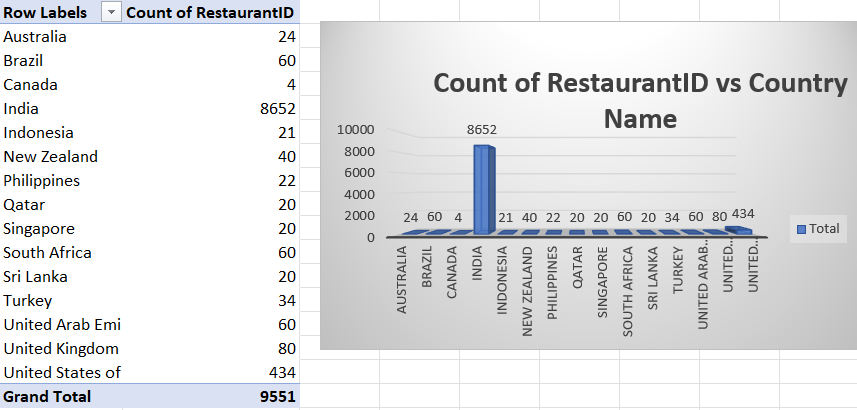 Row Labels Count of RestaurantID
Australia 24
Brazil 60
Canada 4
India 8652
Indonesia 21
New Zealand 40
Philippines 22
Qatar 20
Singapore 20
South Africa 60
Sri Lanka 20
Turkey 34
United Arab Emi 60
United Kingdom 80
United States of 434
Grand Total 9551
Count of RestaurantID vs Country
Name
10000
8000
6000
4000
2000
0
24 60 4 8652 21 40 22 20 20 60 20 34 60 80 434
AUSTRALIA
BRAZIL
CANADA
INDIA
INDONESIA
NEW ZEALAND
PHILIPPINES
QATAR
SINGAPORE
SOUTH AFRICA
SRI LANKA
TURKEY
UNITED ARAB…
UNITED…
UNITED…
Total